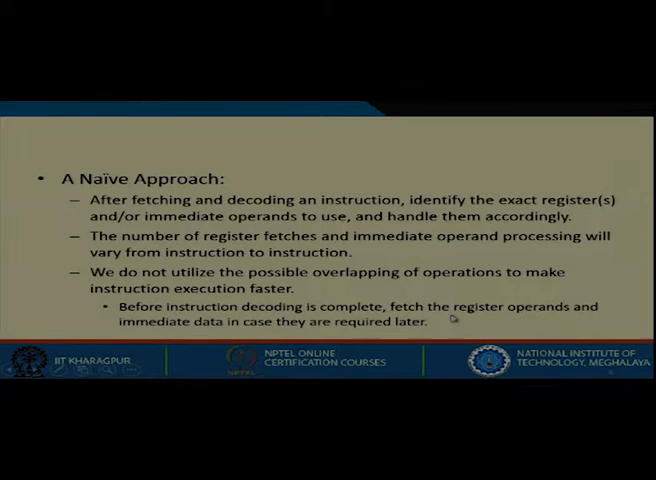 • A Naïve Approach:
– After fetching and decoding an instruction, identify the exact register(s)
and/or immediate operands to use, and handle them accordingly.
– The number of register fetches and immediate operand processing will
vary from instruction to instruction.
– We do not utilize the possible overlapping of operations to make
instruction execution faster.
• Before instruction decoding is complete, fetch the register operands and
immediate data in case they are required later.
IIT KHARAGPUR
NPTEL ONLINE
CERTIFICATION COURSES
NPTEL
NATIONAL INSTITUTE OF
TECHNOLOGY, MEGHALAYA